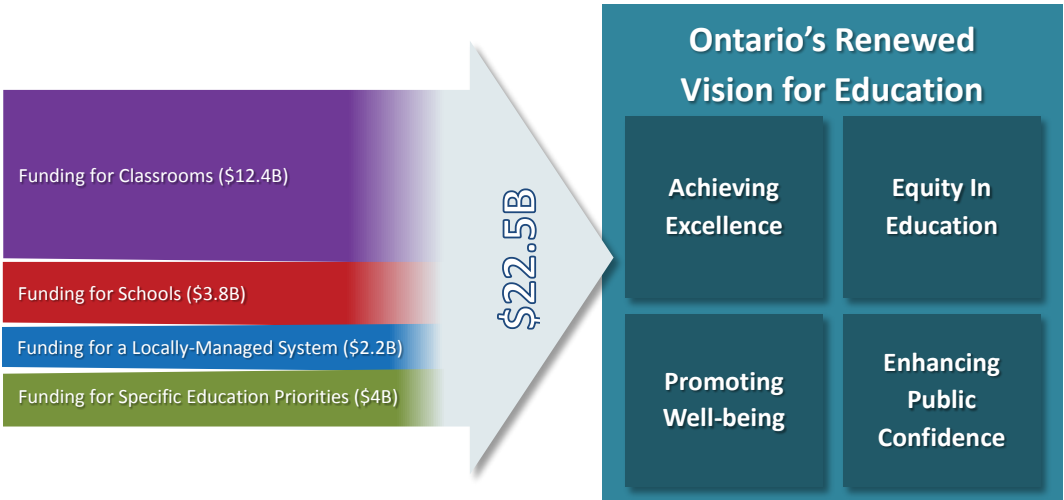 Funding for Classrooms ($12.4B)
Funding for Schools ($3.8B)
Funding for a Locally-Managed System ($2.2B)
Funding for Specific Education Priorities ($4B)
$22.5B
Ontario's Renewed
Vision for Education
Achieving
Excellence
Equity In
Education
Promoting
Well-being
Enhancing
Public
Confidence